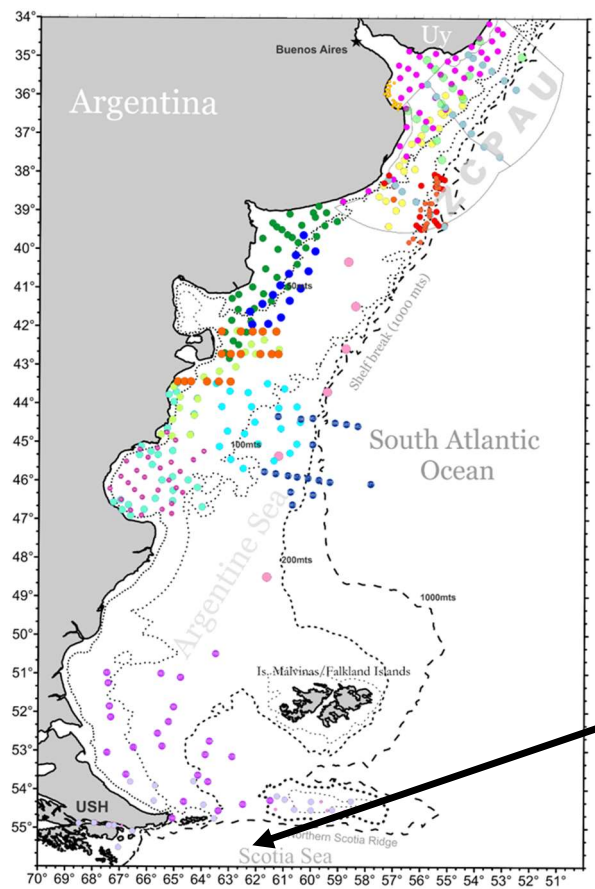 34°
35°
36°
37°
38°
39°
40°
41°
42°
43°
44°
45°
46°
47°
48°
49°
50°
51°
52°
53°
54°
55°
Buenos Aires
Uy
Argentina
ZCPAU
50mts
Shelf break (1000 mts)
100mts
South Atlantic
Ocean
Argentine Sea
200mts
1000mts
Is. Malvinas/Falkland Islands
USH
Northern Scotia Ridge
Scotia Sea
70° 69° 68° 67° 66° 65° 64° 63° 62° 61° 60° 59° 58° 57° 56° 55° 54° 53° 52° 51°